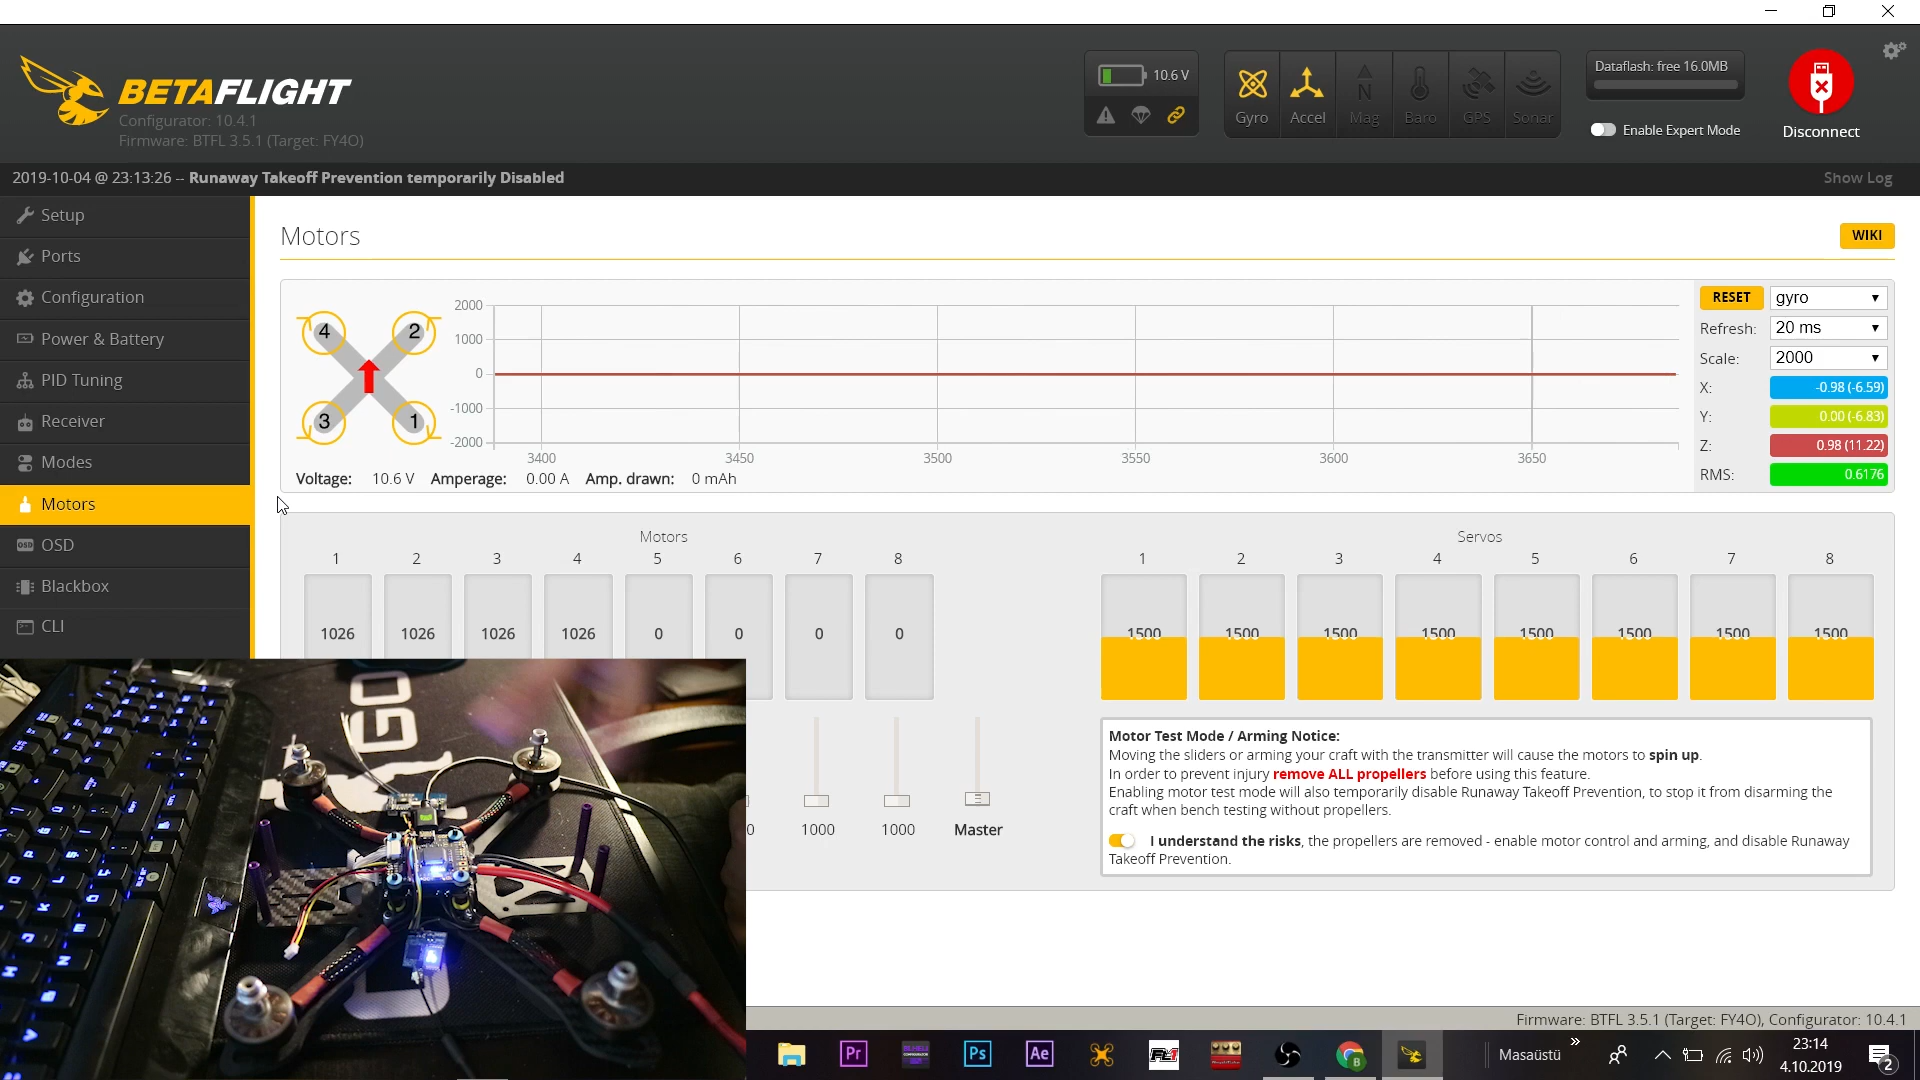 BETAFLIGHT
Configurator: 10.4.1
Firmware: BTFL 3.5.1 (Target: FY4O)
10.6 V
Gyro
Accel
Mag
Baro
GPS
Sonar
Dataflash: free 16.0MB
Enable Expert Mode
Disconnect
2019-10-04 @ 23:13:26 -- Runaway Takeoff Prevention temporarily Disabled
Show Log
Setup
Ports
Configuration
Power & Battery
PID Tuning
Receiver
Modes
Motors
OSD
Blackbox
CLI
Motors
WIKI
4
2
3
1
2000
1000
0
-1000
-2000
3400
3450
3500
3550
3600
3650
Voltage: 10.6 V Amperage: 0.00 A Amp. drawn: 0 mAh
RESET gyro
Refresh: 20 ms
Scale: 2000
X: -0.98 (-6.59)
Y: 0.00 (-6.83)
Z: 0.98 (11.22)
RMS: 0.6176
Motors
1 2 3 4 5 6 7 8
1026 1026 1026 1026 0 0 0 0
0 1000 1000 Master
Servos
1 2 3 4 5 6 7 8
1500 1500 1500 1500 1500 1500 1500 1500
Motor Test Mode / Arming Notice:
Moving the sliders or arming your craft with the transmitter will cause the motors to spin up.
In order to prevent injury remove ALL propellers before using this feature.
Enabling motor test mode will also temporarily disable Runaway Takeoff Prevention, to stop it from disarming the
craft when bench testing without propellers.
I understand the risks, the propellers are removed - enable motor control and arming, and disable Runaway
Takeoff Prevention.
Firmware: BTFL 3.5.1 (Target: FY4O), Configurator: 10.4.1
Pr
Ps
Ae
Masaüstü
23:14
4.10.2019
2